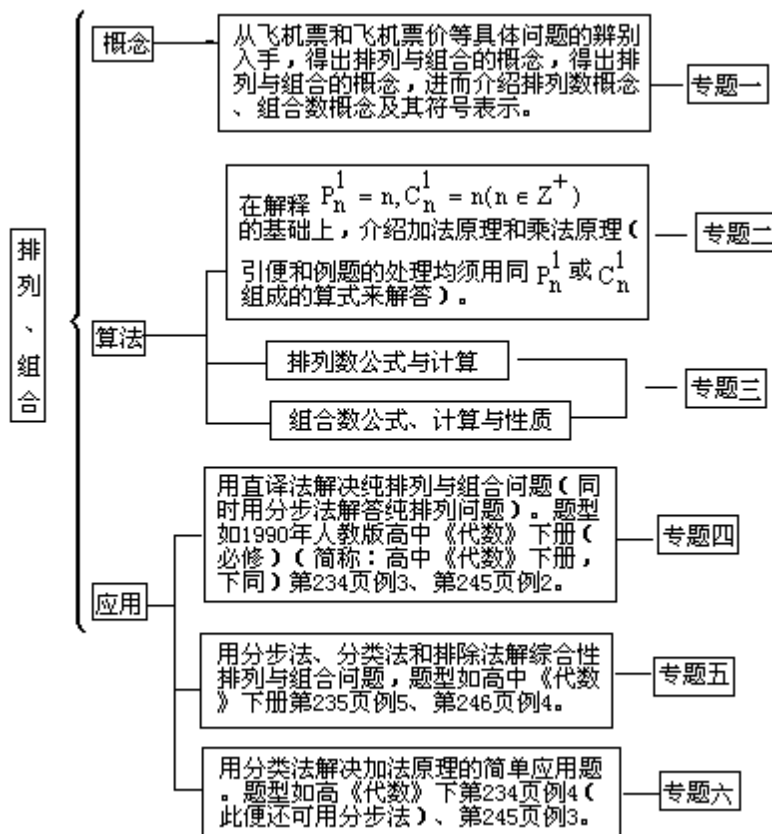 概念
从飞机票和飞机票价等具体问题的辨别
入手，得出排列与组合的概念，得出排
列与组合的概念，进而介绍排列数概念
、组合数概念及其符号表示。
专题一
排列、组合
算法
在解释 P_n^1 = n, C_n^1 = n(n ∈ Z^+)
的基础上，介绍加法原理和乘法原理（
引便和例题的处理均须用同 P_n^1 或 C_n^1
组成的算式来解答）。
专题二
排列数公式与计算
组合数公式、计算与性质
专题三
应用
用直译法解决纯排列与组合问题（同
时用分步法解答纯排列问题）。题型
如1990年人教版高中《代数》下册（
必修）（简称：高中《代数》下册，
下同）第234页例3、第245页例2。
专题四
用分步法、分类法和排除法解综合性
排列与组合问题，题型如高中《代数
》下册第235页例5、第246页例4。
专题五
用分类法解决加法原理的简单应用题
。题型如高《代数》下第234页例4（
此便还可用分步法）、第245页例3。
专题六